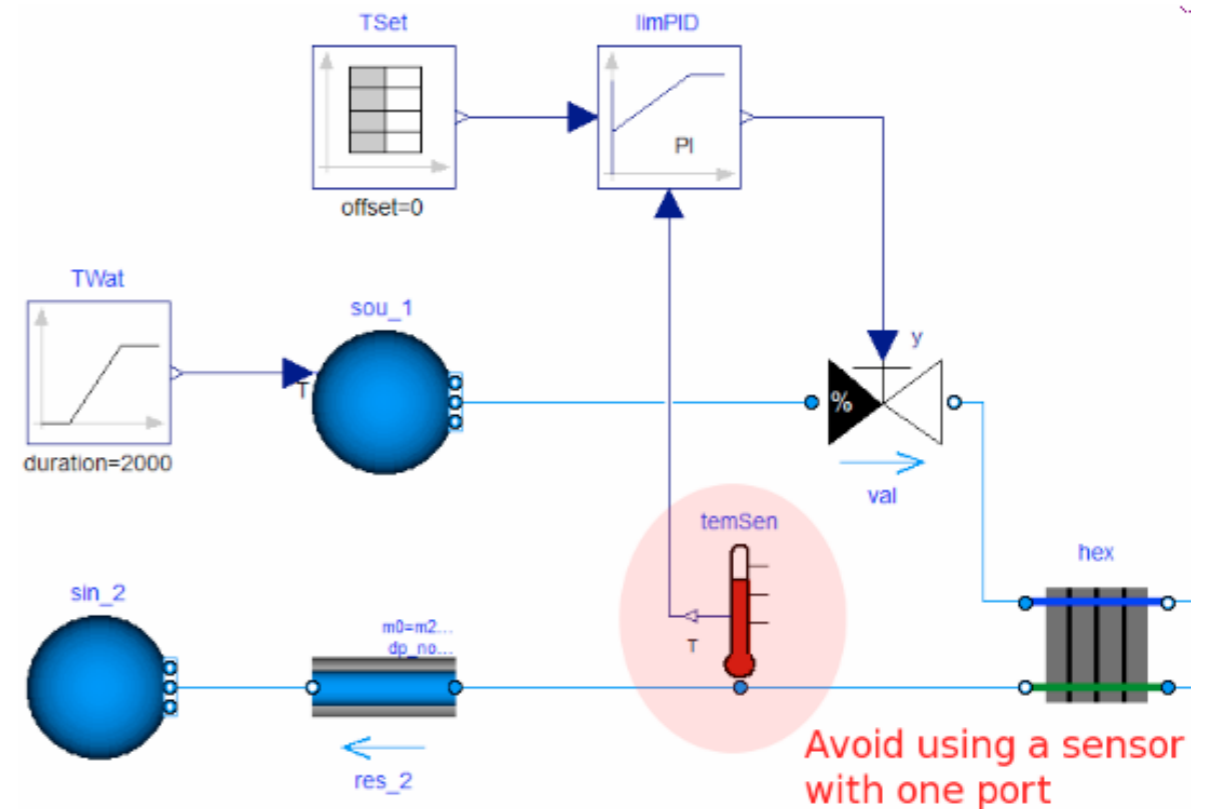 TSet
limPID
PI
offset=0
TWat
sou_1
T
y
%
duration=2000
val
temSen
hex
sin_2
m0=m2...
dp_no...
T
Avoid using a sensor
with one port
res_2